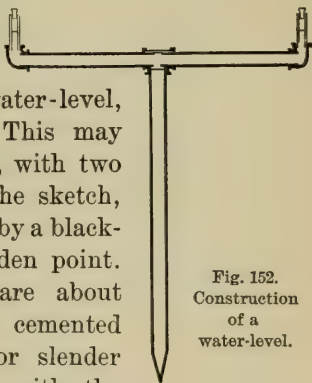 ater-level,
This may
, with two
he sketch,
by a black-
den point.
are about
cemented
or slender
Fig. 152.
Construction
of a
water-level.